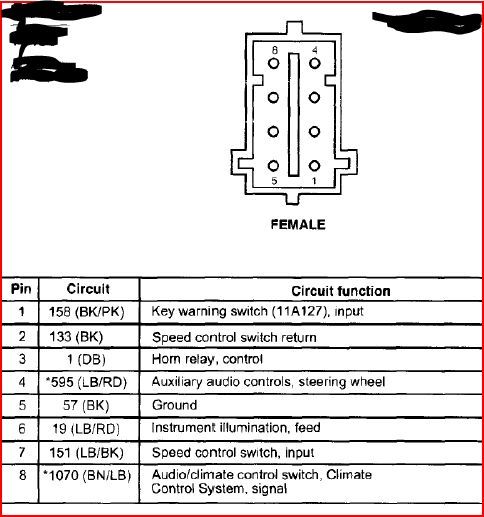 8 4
5 1
FEMALE
Pin Circuit Circuit function
1 158 (BK/PK) Key warning switch (11A127), input
2 133 (BK) Speed control switch return
3 1 (DB) Horn relay, control
4 *595 (LB/RD) Auxiliary audio controls, steering wheel
5 57 (BK) Ground
6 19 (LB/RD) Instrument illumination, feed
7 151 (LB/BK) Speed control switch, input
8 *1070 (BN/LB) Audio/climate control switch, Climate
Control System, signal